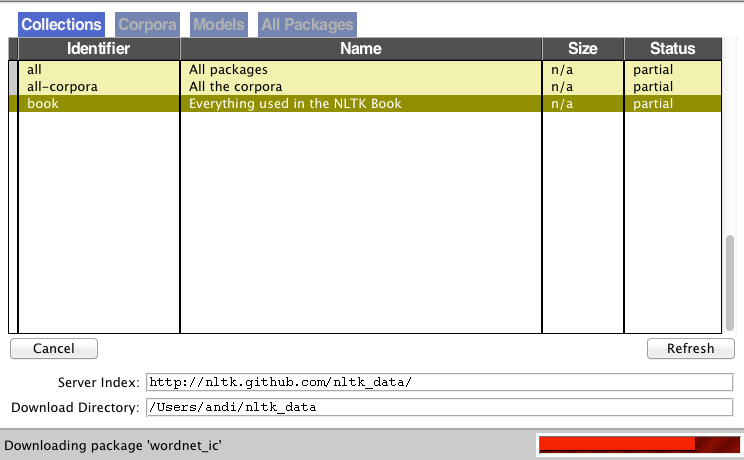 Collections Corpora Models All Packages
Identifier Name Size Status
all All packages n/a partial
all-corpora All the corpora n/a partial
book Everything used in the NLTK Book n/a partial
Cancel Refresh
Server Index: http://nltk.github.com/nltk_data/
Download Directory: /Users/andi/nltk_data
Downloading package 'wordnet_ic'